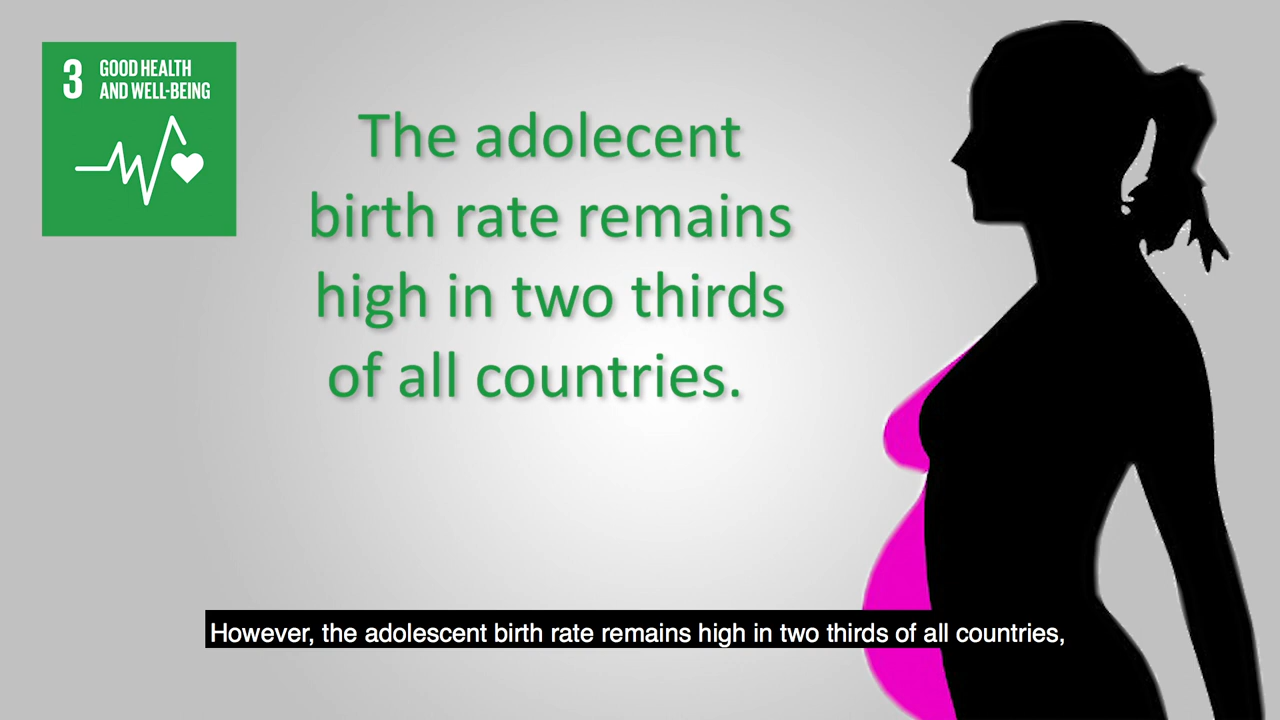 3 GOOD HEALTH
AND WELL-BEING
The adolecent
birth rate remains
high in two thirds
of all countries.
However, the adolescent birth rate remains high in two thirds of all countries,